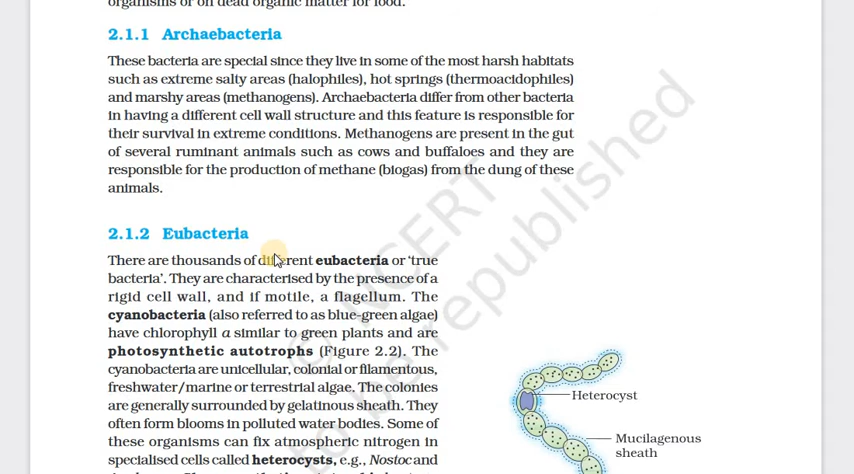 organisms or on dead organic matter for food.
2.1.1 Archaebacteria
These bacteria are special since they live in some of the most harsh habitats
such as extreme salty areas (halophiles), hot springs (thermoacidophiles)
and marshy areas (methanogens). Archaebacteria differ from other bacteria
in having a different cell wall structure and this feature is responsible for
their survival in extreme conditions. Methanogens are present in the gut
of several ruminant animals such as cows and buffaloes and they are
responsible for the production of methane (biogas) from the dung of these
animals.
2.1.2 Eubacteria
There are thousands of different eubacteria or ‘true
bacteria’. They are characterised by the presence of a
rigid cell wall, and if motile, a flagellum. The
cyanobacteria (also referred to as blue-green algae)
have chlorophyll a similar to green plants and are
photosynthetic autotrophs (Figure 2.2). The
cyanobacteria are unicellular, colonial or filamentous,
freshwater/marine or terrestrial algae. The colonies
are generally surrounded by gelatinous sheath. They
often form blooms in polluted water bodies. Some of
these organisms can fix atmospheric nitrogen in
specialised cells called heterocysts, e.g., Nostoc and
Heterocyst
Mucilagenous
sheath
© NCERT
to be republished